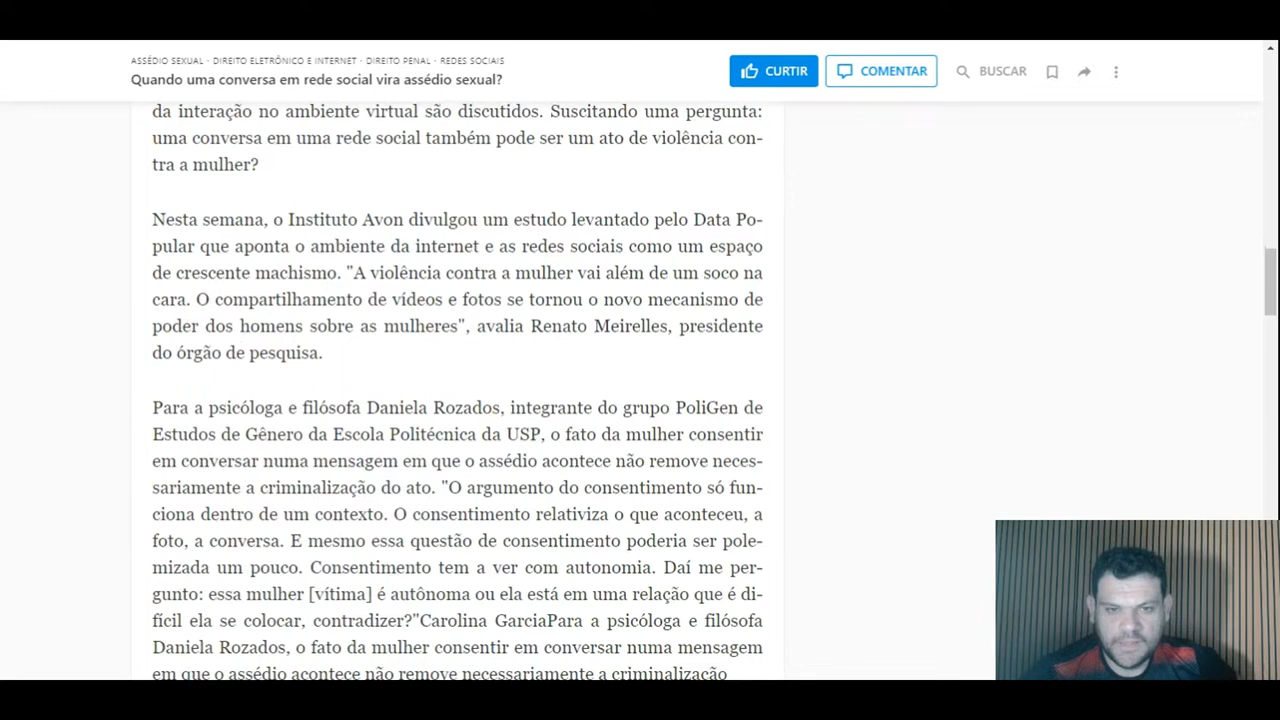 ASSÉDIO SEXUAL · DIREITO ELETRÔNICO E INTERNET · DIREITO PENAL · REDES SOCIAIS
Quando uma conversa em rede social vira assédio sexual?
CURTIR
COMENTAR
BUSCAR
da interação no ambiente virtual são discutidos. Suscitando uma pergunta:
uma conversa em uma rede social também pode ser um ato de violência con-
tra a mulher?
Nesta semana, o Instituto Avon divulgou um estudo levantado pelo Data Po-
pular que aponta o ambiente da internet e as redes sociais como um espaço
de crescente machismo. "A violência contra a mulher vai além de um soco na
cara. O compartilhamento de vídeos e fotos se tornou o novo mecanismo de
poder dos homens sobre as mulheres", avalia Renato Meirelles, presidente
do órgão de pesquisa.
Para a psicóloga e filósofa Daniela Rozados, integrante do grupo PoliGen de
Estudos de Gênero da Escola Politécnica da USP, o fato da mulher consentir
em conversar numa mensagem em que o assédio acontece não remove neces-
sariamente a criminalização do ato. "O argumento do consentimento só fun-
ciona dentro de um contexto. O consentimento relativiza o que aconteceu, a
foto, a conversa. E mesmo essa questão de consentimento poderia ser pole-
mizada um pouco. Consentimento tem a ver com autonomia. Daí me per-
gunto: essa mulher [vítima] é autônoma ou ela está em uma relação que é di-
fícil ela se colocar, contradizer?"Carolina GarciaPara a psicóloga e filósofa
Daniela Rozados, o fato da mulher consentir em conversar numa mensagem
em que o assédio acontece não remove necessariamente a criminalização